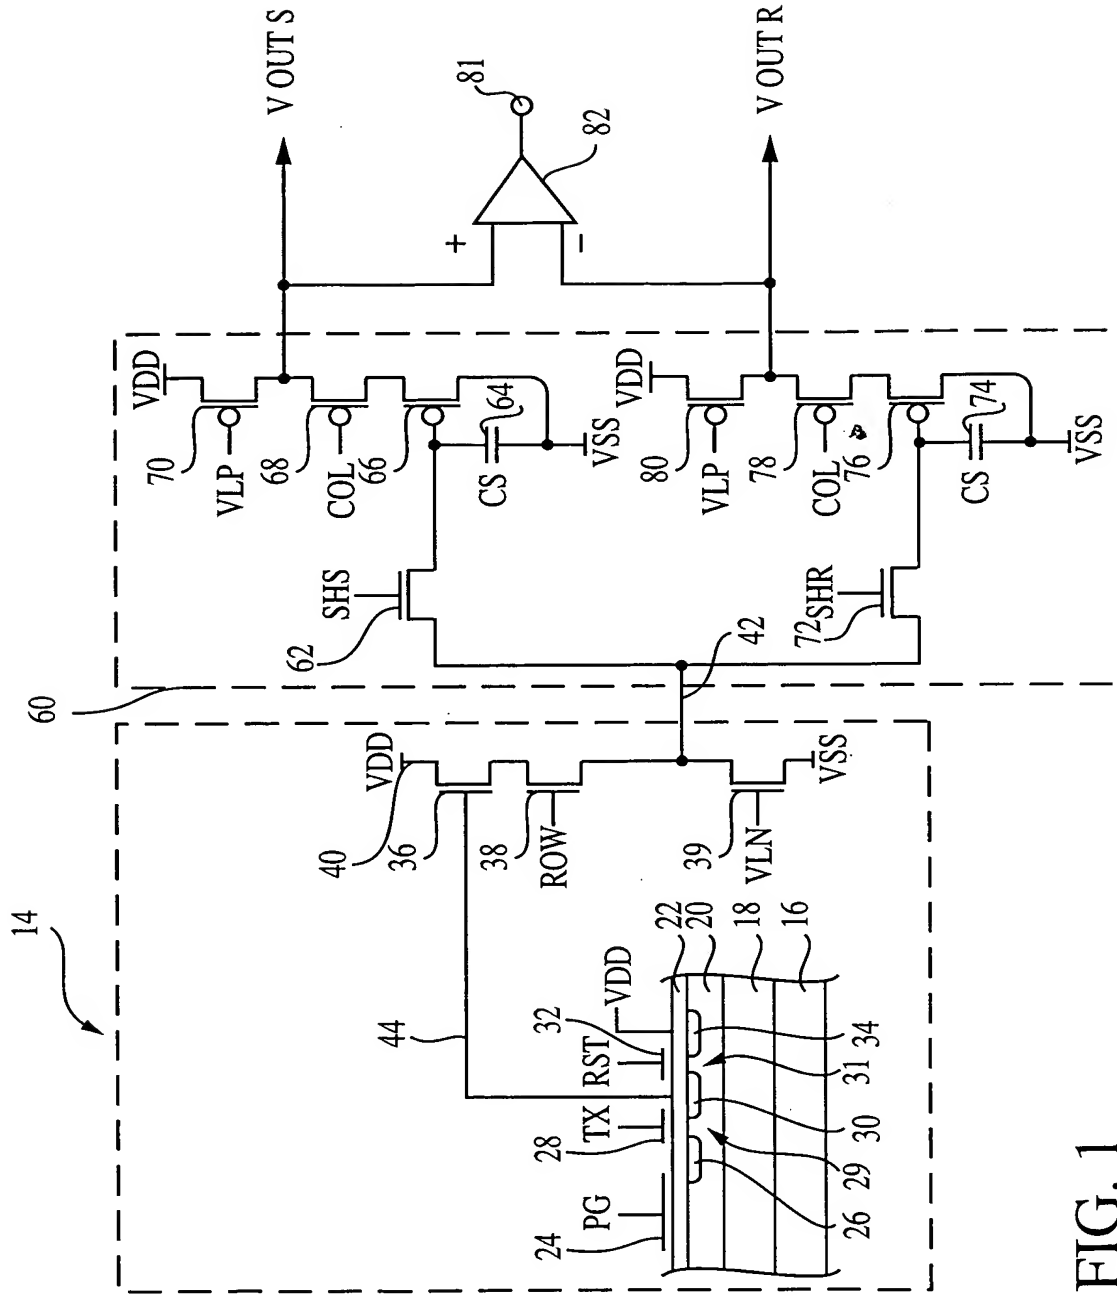 14
60
40
VDD
36
38
ROW
39
VLN
VSS
44
42
PG
24
TX
28
RST
32
VDD
22
20
18
16
26
29
30
31
34
62
SHS
VDD
70
VLP
68
COL
66
CS
64
VSS
72
SHR
VDD
80
VLP
78
COL
76
CS
74
VSS
V OUT S
+
-
81
82
V OUT R
FIG. 1